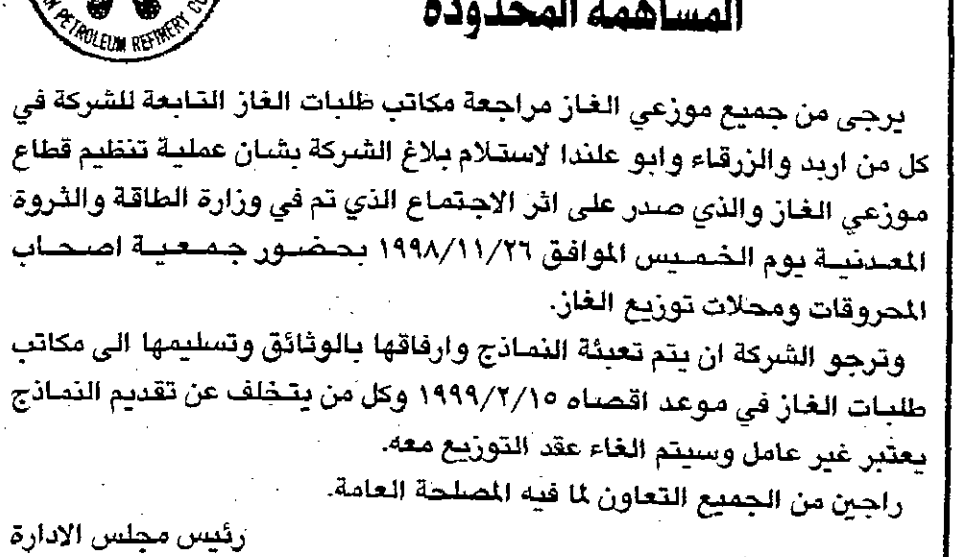 المساهمة المحدودة
PETROLEUM REFINERY CO
يرجى من جميع موزعي الغاز مراجعة مكاتب طلبات الغاز التابعة للشركة في
كل من اربد والزرقاء وابو علندا لاستلام بلاغ الشركة بشان عملية تنظيم قطاع
موزعي الغاز والذي صدر على اثر الاجتماع الذي تم في وزارة الطاقة والثروة
المعدنية يوم الخميس الموافق ١٩٩٨/١١/٢٦ بحضور جمعية اصحاب
المحروقات ومحلات توزيع الغاز.
وترجو الشركة ان يتم تعبئة النماذج وارفاقها بالوثائق وتسليمها الى مكاتب
طلبات الغاز في موعد اقصاه ١٩٩٩/٢/١٥ وكل من يتخلف عن تقديم النماذج
يعتبر غير عامل وسيتم الغاء عقد التوزيع معه.
راجين من الجميع التعاون لما فيه المصلحة العامة.
رئيس مجلس الادارة